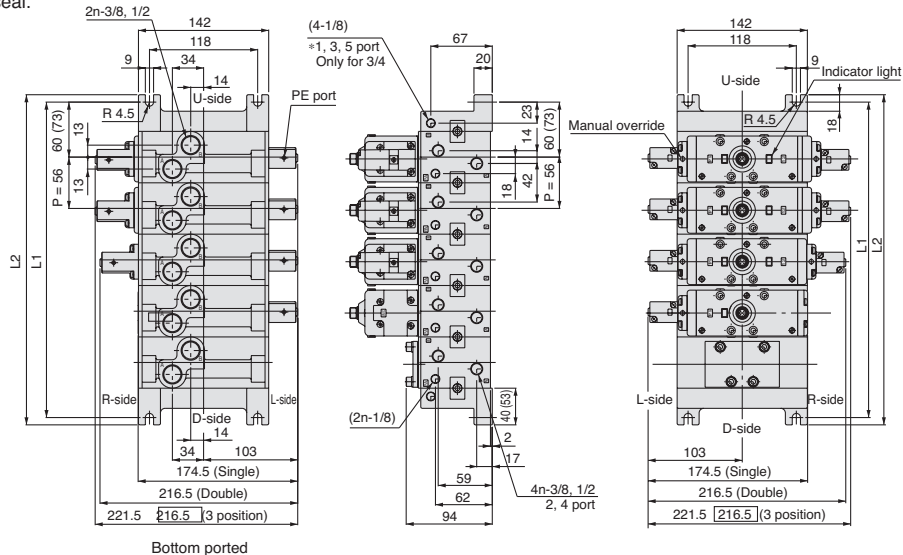 seal.
2n-3/8, 1/2
142
118
9
34
14
U-side
PE port
R 4.5
13
60 (73)
P = 56
13
L2
L1
A
B
A
B
A
B
A
B
A
B
R-side
L-side
D-side
14
34
103
174.5 (Single)
216.5 (Double)
221.5 216.5 (3 position)
Bottom ported
(4-1/8)
*1, 3, 5 port
Only for 3/4
67
20
23
14
42
18
60 (73)
P = 56
(2n-1/8)
40 (53)
2
17
59
62
94
4n-3/8, 1/2
2, 4 port
142
118
9
U-side
Indicator light
R 4.5
18
Manual override
L1
L2
L-side
R-side
D-side
103
174.5 (Single)
216.5 (Double)
221.5 216.5 (3 position)